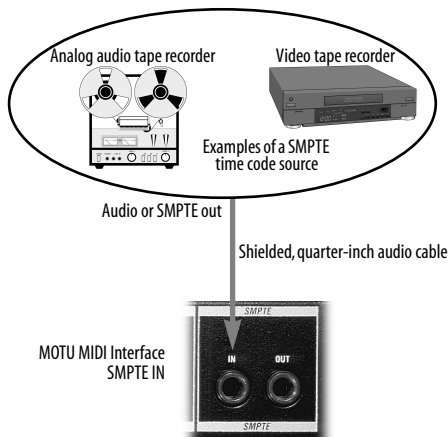 Analog audio tape recorder
Video tape recorder
Examples of a SMPTE
time code source
Audio or SMPTE out
Shielded, quarter-inch audio cable
MOTU MIDI Interface
SMPTE IN
SMPTE
IN OUT
SMPTE